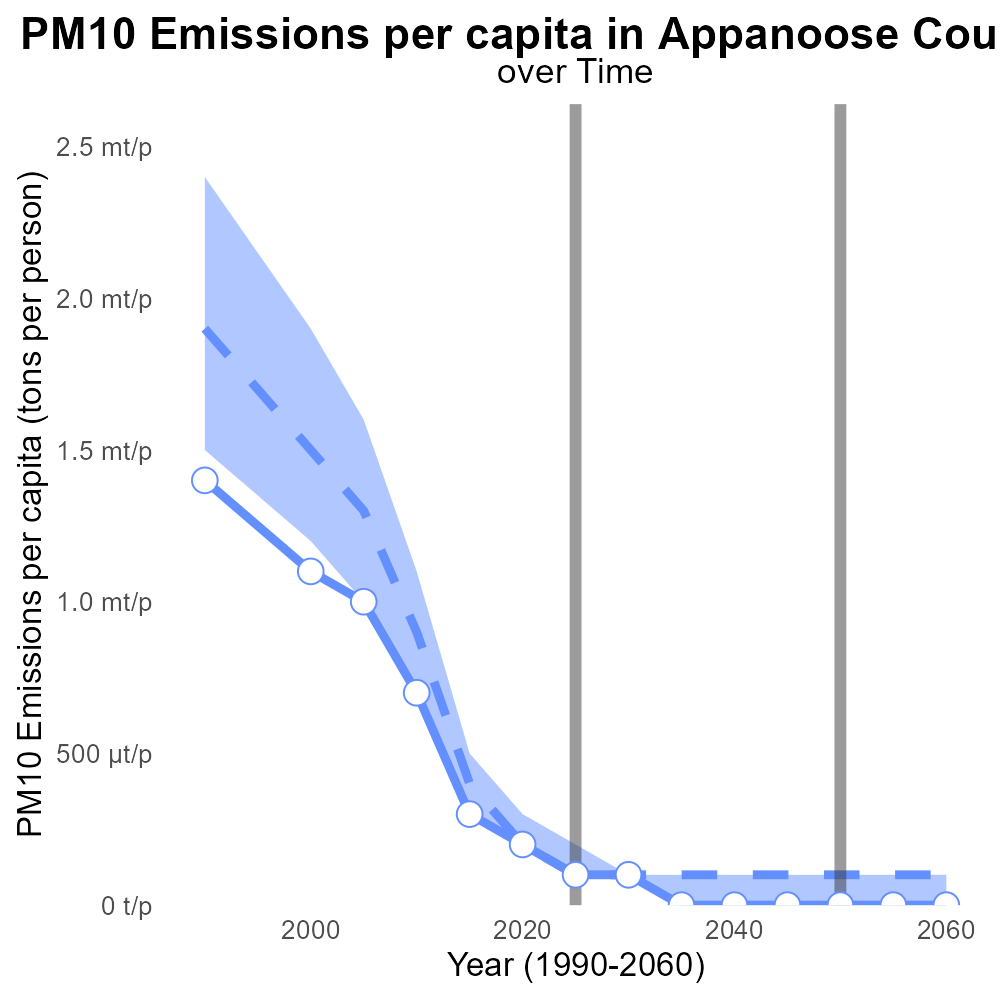 PM10 Emissions per capita in Appanoose Cou
over Time
PM10 Emissions per capita (tons per person)
2.5 mt/p
2.0 mt/p
1.5 mt/p
1.0 mt/p
500 µt/p
0 t/p
2000
2020
2040
2060
Year (1990-2060)